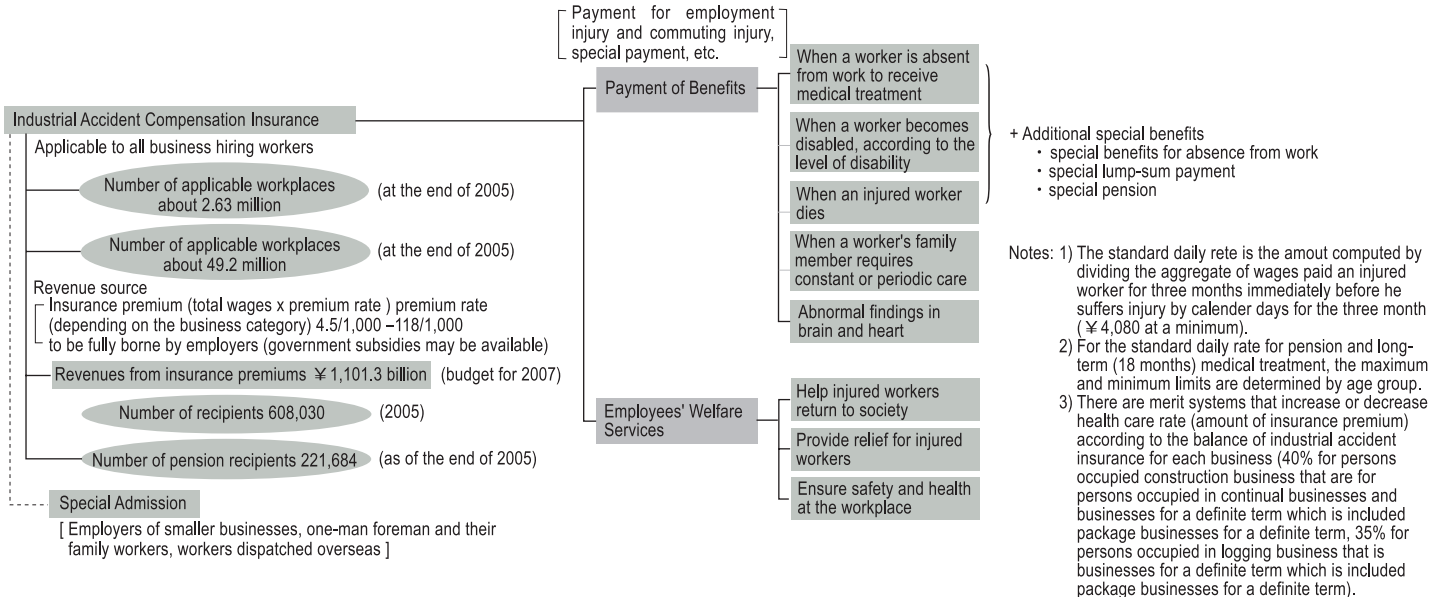 Payment for employment
injury and commuting injury,
special payment, etc.
Industrial Accident Compensation Insurance
Applicable to all business hiring workers
Number of applicable workplaces
about 2.63 million
(at the end of 2005)
Number of applicable workplaces
about 49.2 million
(at the end of 2005)
Revenue source
Insurance premium (total wages x premium rate ) premium rate
(depending on the business category) 4.5/1,000 –118/1,000
to be fully borne by employers (government subsidies may be available)
Revenues from insurance premiums ¥ 1,101.3 billion
(budget for 2007)
Number of recipients 608,030
(2005)
Number of pension recipients 221,684
(as of the end of 2005)
Special Admission
[ Employers of smaller businesses, one-man foreman and their
family workers, workers dispatched overseas ]
Payment of Benefits
When a worker is absent
from work to receive
medical treatment
When a worker becomes
disabled, according to the
level of disability
When an injured worker
dies
When a worker's family
member requires
constant or periodic care
Abnormal findings in
brain and heart
Employees' Welfare
Services
Help injured workers
return to society
Provide relief for injured
workers
Ensure safety and health
at the workplace
+ Additional special benefits
・ special benefits for absence from work
・ special lump-sum payment
・ special pension
Notes: 1) The standard daily rete is the amout computed by
dividing the aggregate of wages paid an injured
worker for three months immediately before he
suffers injury by calender days for the three month
(¥ 4,080 at a minimum).
2) For the standard daily rate for pension and long-
term (18 months) medical treatment, the maximum
and minimum limits are determined by age group.
3) There are merit systems that increase or decrease
health care rate (amount of insurance premium)
according to the balance of industrial accident
insurance for each business (40% for persons
occupied construction business that are for
persons occupied in continual businesses and
businesses for a definite term which is included
package businesses for a definite term, 35% for
persons occupied in logging business that is
businesses for a definite term which is included
package businesses for a definite term).